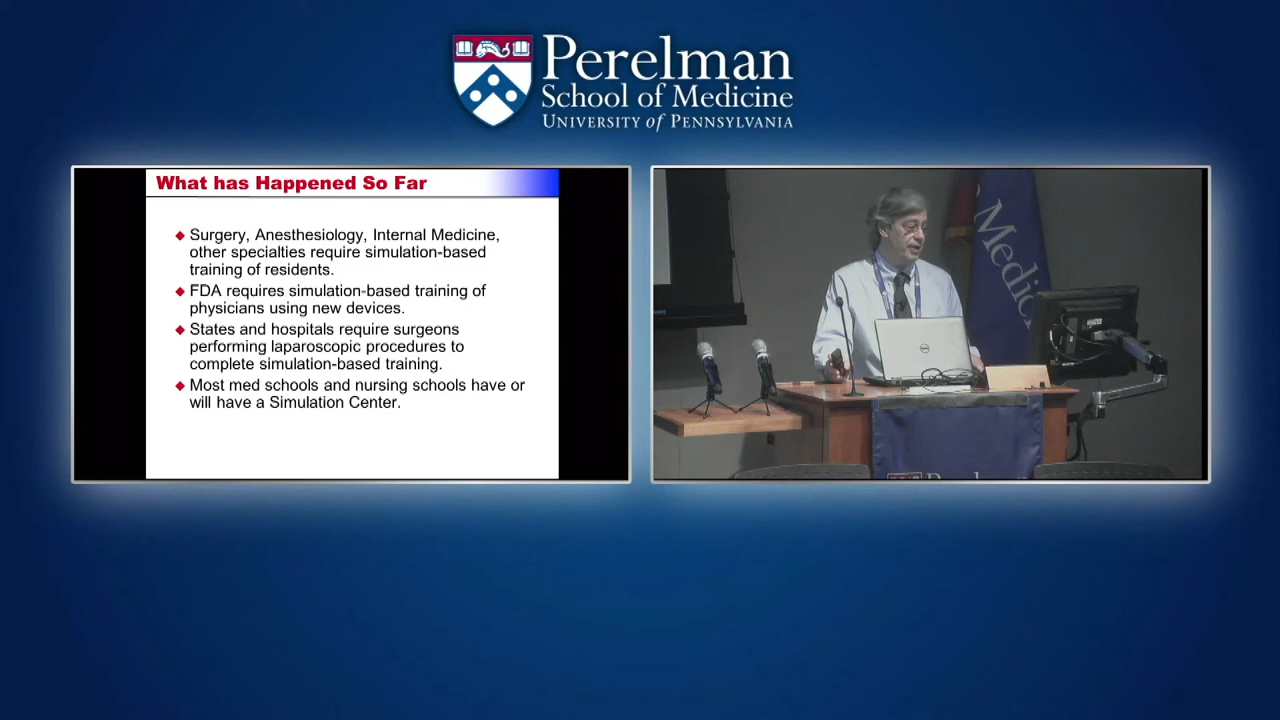 Perelman
School of Medicine
UNIVERSITY of PENNSYLVANIA
What has Happened So Far
◆ Surgery, Anesthesiology, Internal Medicine,
other specialties require simulation-based
training of residents.
◆ FDA requires simulation-based training of
physicians using new devices.
◆ States and hospitals require surgeons
performing laparoscopic procedures to
complete simulation-based training.
◆ Most med schools and nursing schools have or
will have a Simulation Center.
Medicin
DELL